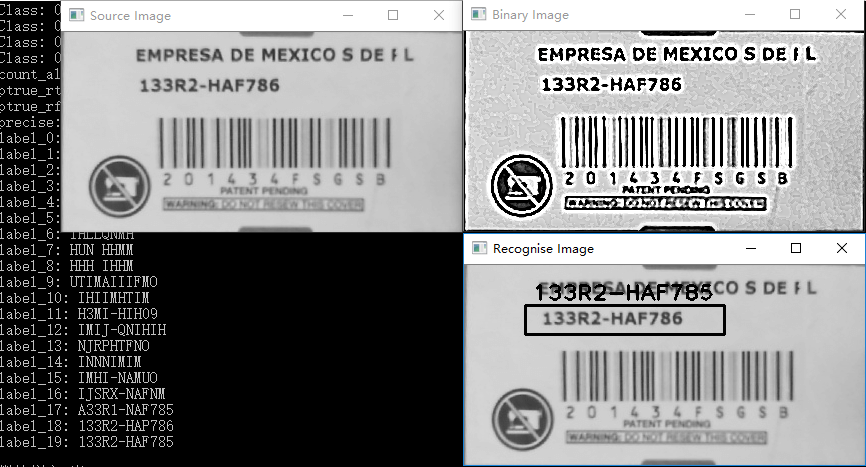 Class: 0
Class: 0
Class: 0
Class: 0
count_al
ptrue_rt
ptrue_rf
precise:
label_0:
label_1:
label_2:
label_3:
label_4:
label_5:
label_6: IHLLQNMH
label_7: HUN HHMM
label_8: HHH IHHM
label_9: UTIMAIIIFMO
label_10: IHIIMHTIM
label_11: H3MI-HIH09
label_12: IMIJ-QNIHIH
label_13: NJRPHTFNO
label_14: INNNIMIM
label_15: IMHI-NAMUO
label_16: IJSRX-NAFNM
label_17: A33R1-NAF785
label_18: 133R2-HAP786
label_19: 133R2-HAP785
Source Image
EMPRESA DE MEXICO S DE F L
133R2-HAF786
2 0 1 4 3 4 F S G S B
PATENT PENDING
WARNING: DO NOT RESEW THIS COVER
Binary Image
EMPRESA DE MEXICO S DE F L
133R2-HAF786
2 0 1 4 3 4 F S G S B
PATENT PENDING
WARNING: DO NOT RESEW THIS COVER
Recognise Image
133R2-HAF785
EMPRESA DE MEXICO S DE F L
133R2-HAF786
2 0 1 4 3 4 F S G S B
PATENT PENDING
WARNING: DO NOT RESEW THIS COVER